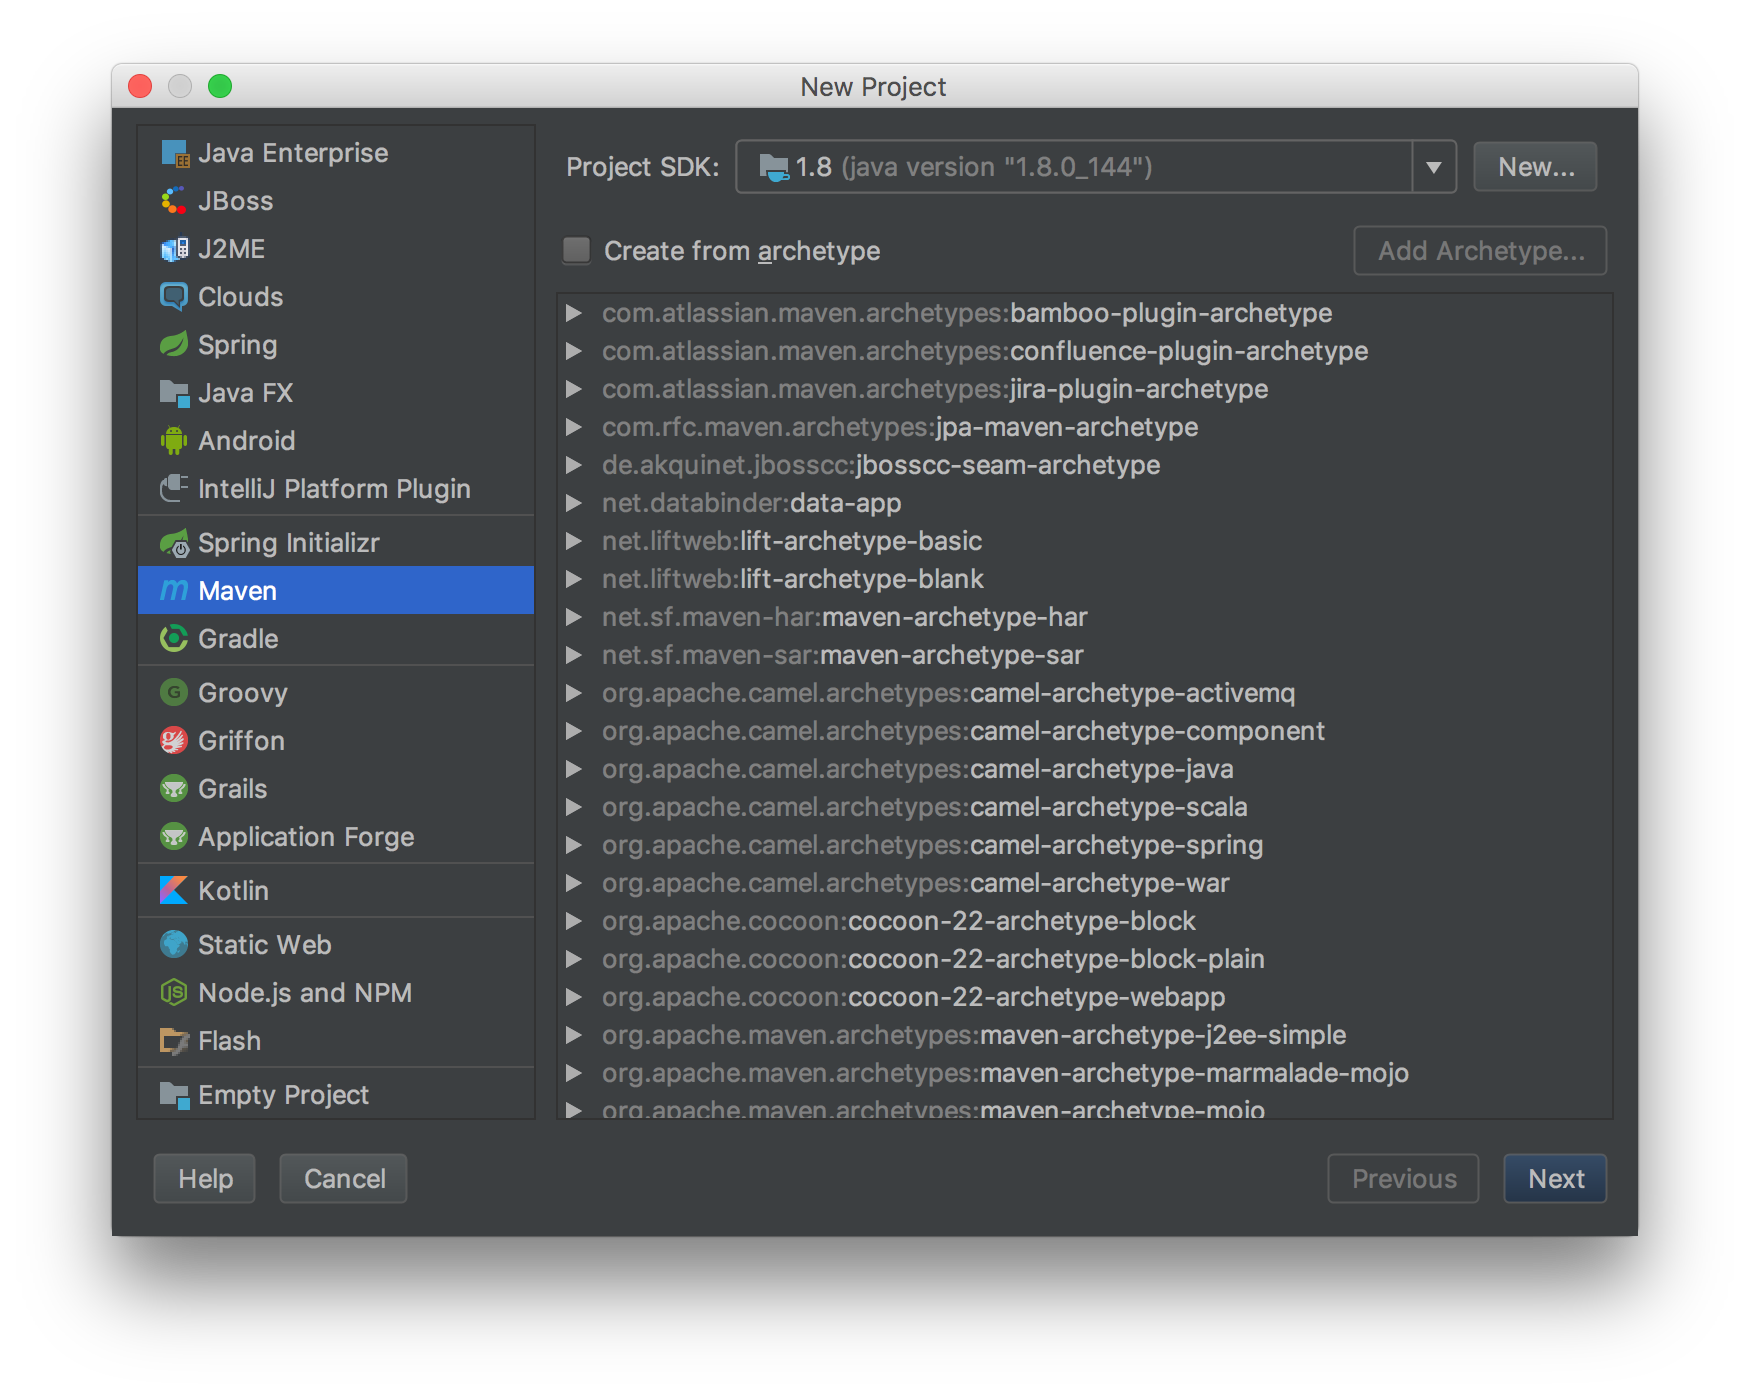 New Project
Java Enterprise
JBoss
J2ME
Clouds
Spring
Java FX
Android
IntelliJ Platform Plugin
Spring Initializr
Maven
Gradle
Groovy
Griffon
Grails
Application Forge
Kotlin
Static Web
Node.js and NPM
Flash
Empty Project
Project SDK: 1.8 (java version "1.8.0_144") New...
Create from archetype Add Archetype...
com.atlassian.maven.archetypes:bamboo-plugin-archetype
com.atlassian.maven.archetypes:confluence-plugin-archetype
com.atlassian.maven.archetypes:jira-plugin-archetype
com.rfc.maven.archetypes:jpa-maven-archetype
de.akquinet.jbosscc:jbosscc-seam-archetype
net.databinder:data-app
net.liftweb:lift-archetype-basic
net.liftweb:lift-archetype-blank
net.sf.maven-har:maven-archetype-har
net.sf.maven-sar:maven-archetype-sar
org.apache.camel.archetypes:camel-archetype-activemq
org.apache.camel.archetypes:camel-archetype-component
org.apache.camel.archetypes:camel-archetype-java
org.apache.camel.archetypes:camel-archetype-scala
org.apache.camel.archetypes:camel-archetype-spring
org.apache.camel.archetypes:camel-archetype-war
org.apache.cocoon:cocoon-22-archetype-block
org.apache.cocoon:cocoon-22-archetype-block-plain
org.apache.cocoon:cocoon-22-archetype-webapp
org.apache.maven.archetypes:maven-archetype-j2ee-simple
org.apache.maven.archetypes:maven-archetype-marmalade-mojo
org.apache.maven.archetypes:maven-archetype-mojo
Help Cancel Previous Next